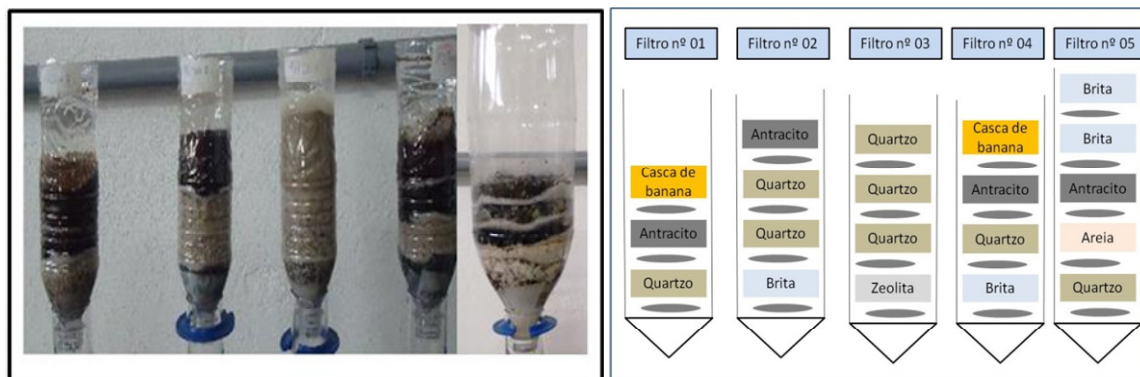 Filtro nº 01
Casca de
banana
Antracito
Quartzo
Filtro nº 02
Antracito
Quartzo
Quartzo
Brita
Filtro nº 03
Quartzo
Quartzo
Quartzo
Zeolita
Filtro nº 04
Casca de
banana
Antracito
Quartzo
Brita
Filtro nº 05
Brita
Brita
Antracito
Areia
Quartzo